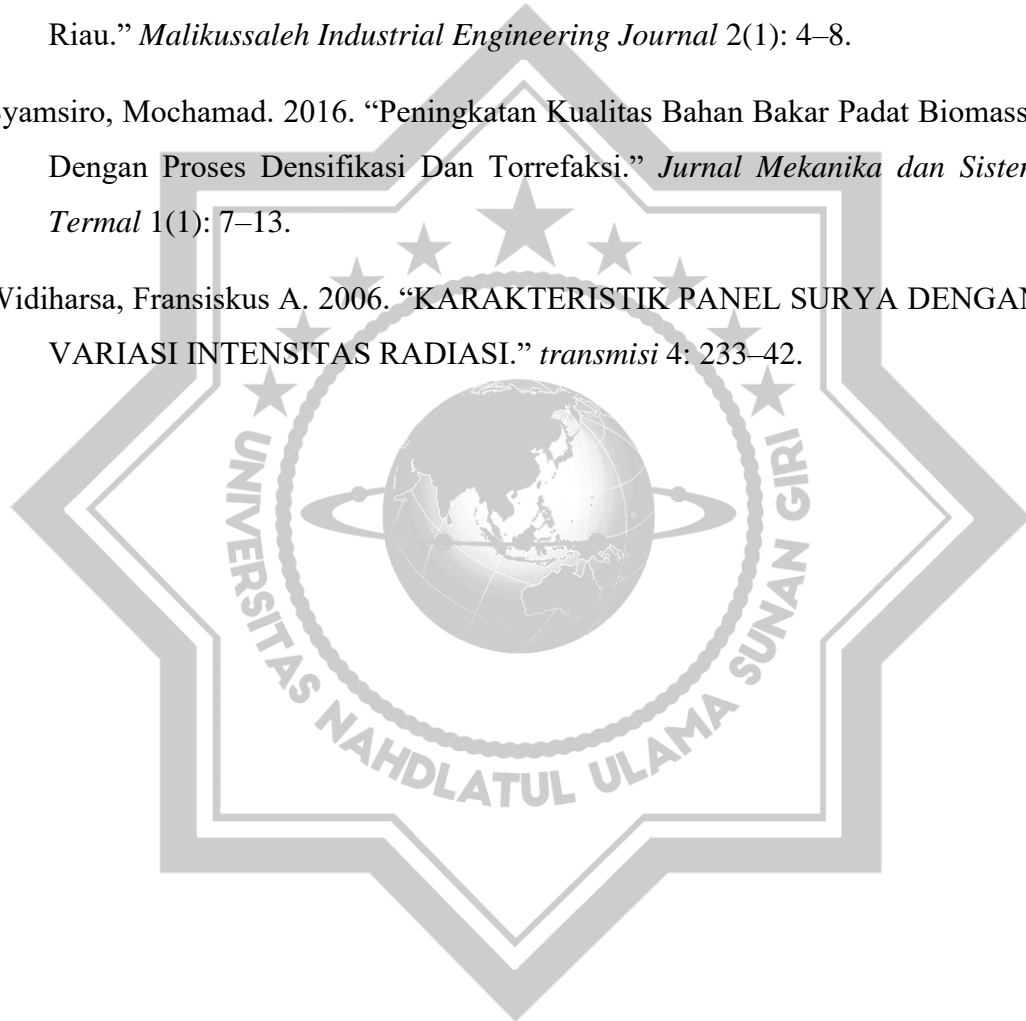 Riau.” Malikussaleh Industrial Engineering Journal 2(1): 4–8.
yamsiro, Mochamad. 2016. “Peningkatan Kualitas Bahan Bakar Padat Biomass
Dengan Proses Densifikasi Dan Torrefaksi.” Jurnal Mekanika dan Sister
Termal 1(1): 7–13.
Vidiharsa, Fransiskus A. 2006. “KARAKTERISTIK PANEL SURYA DENGAN
VARIASI INTENSITAS RADIASI.” transmisi 4: 233–42.
UNIVERSITAS NAHDLATUL ULAMA SUNAN GIRI